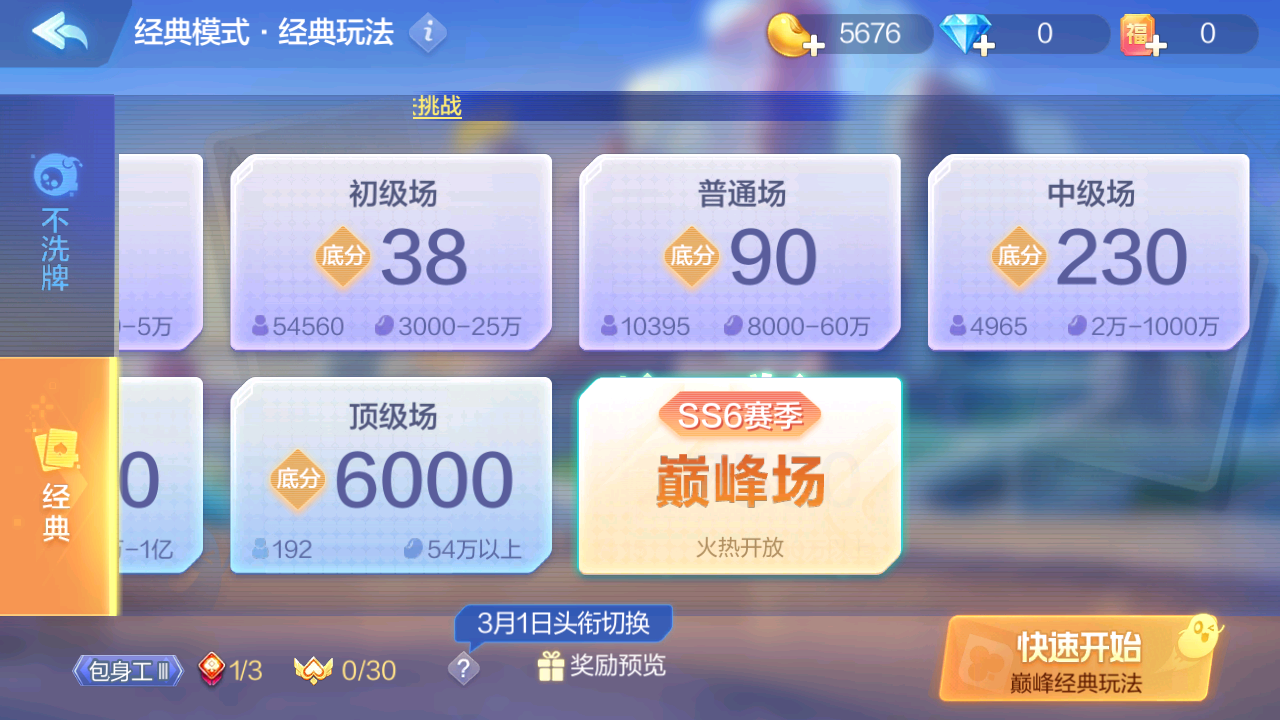 经典模式·经典玩法
5676
0
福
0
挑战
不洗牌
经典
-5万
初级场
底分 38
54560 3000-25万
普通场
底分 90
10395 8000-60万
中级场
底分 230
4965 2万-1000万
0
-1亿
顶级场
底分 6000
192 54万以上
SS6赛季
巅峰场
火热开放
3月1日头衔切换
包身工Ⅲ 1/3 0/30 ? 奖励预览
快速开始
巅峰经典玩法